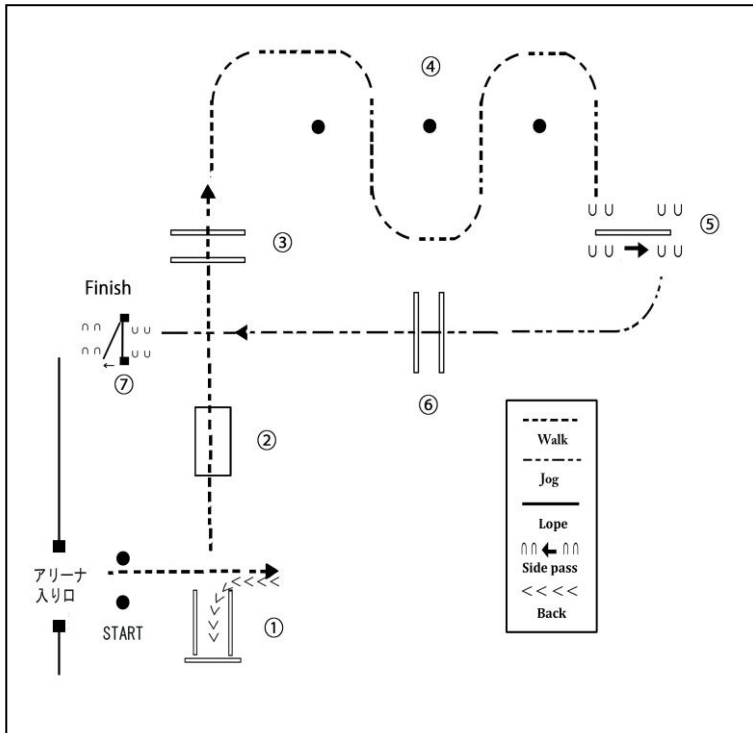 ④
⑤
③
Finish
⑦
⑥
②
Walk
Jog
Lope
Side pass
Back
アリーナ
入り口
START
①